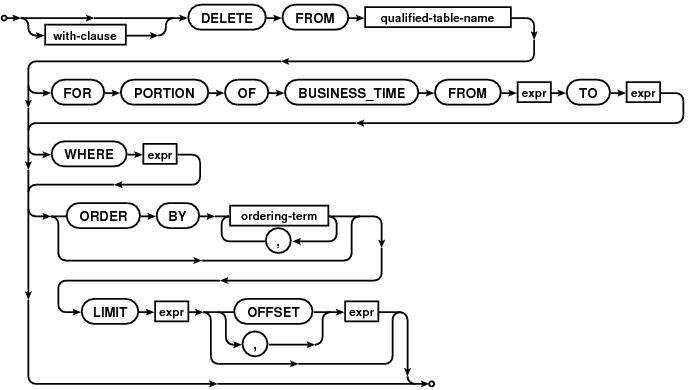 DELETE FROM qualified-table-name
with-clause
FOR PORTION OF BUSINESS_TIME FROM expr TO expr
WHERE expr
ORDER BY ordering-term
,
LIMIT expr OFFSET expr
,